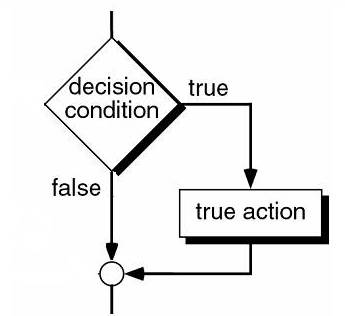 decision
condition
true
false
true action